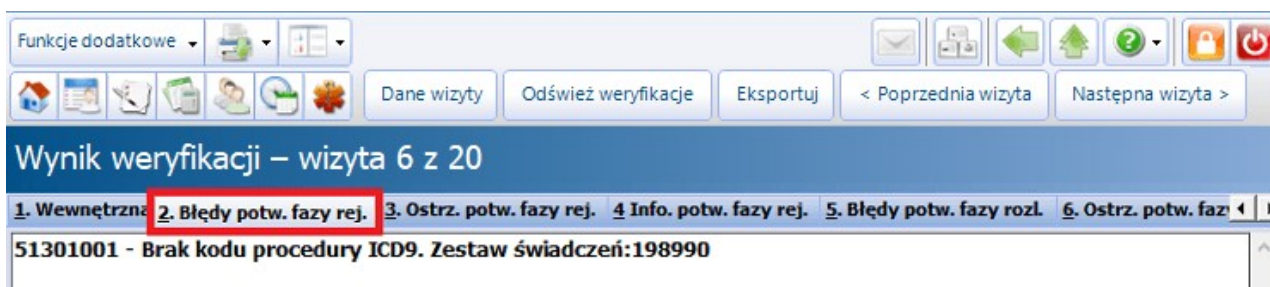 Funkcje dodatkowe
Dane wizyty Odśwież weryfikacje Eksportuj < Poprzednia wizyta Następna wizyta >
Wynik weryfikacji – wizyta 6 z 20
1. Wewnętrzna 2. Błędy potw. fazy rej. 3. Ostrz. potw. fazy rej. 4 Info. potw. fazy rej. 5. Błędy potw. fazy rozl. 6. Ostrz. potw. faz
51301001 - Brak kodu procedury ICD9. Zestaw świadczeń:198990